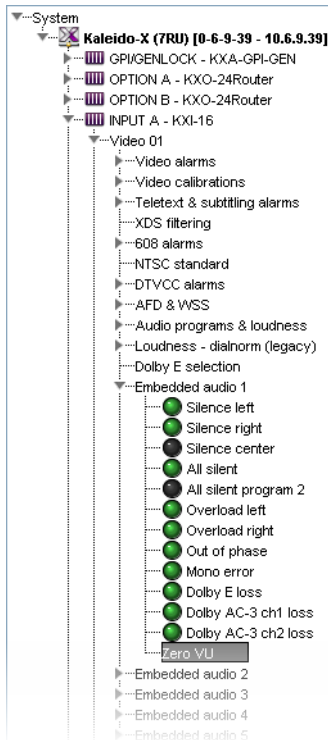 System
Kaleido-X (7RU) [0-6-9-39 - 10.6.9.39]
GPI/GENLOCK - KXA-GPI-GEN
OPTION A - KXO-24Router
OPTION B - KXO-24Router
INPUT A - KXI-16
Video 01
Video alarms
Video calibrations
Teletext & subtitling alarms
XDS filtering
608 alarms
NTSC standard
DTVCC alarms
AFD & WSS
Audio programs & loudness
Loudness - dialnorm (legacy)
Dolby E selection
Embedded audio 1
Silence left
Silence right
Silence center
All silent
All silent program 2
Overload left
Overload right
Out of phase
Mono error
Dolby E loss
Dolby AC-3 ch1 loss
Dolby AC-3 ch2 loss
Zero VU
Embedded audio 2
Embedded audio 3
Embedded audio 4
Embedded audio 5